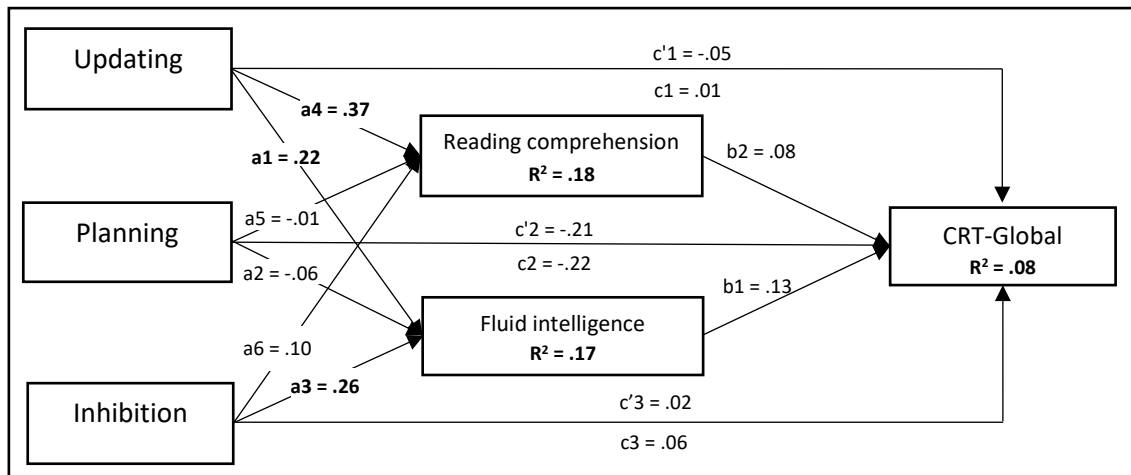 Updating
c'1 = -.05
c1 = .01
a4 = .37
a1 = .22
Reading comprehension
R² = .18
b2 = .08
a5 = -.01
Planning
c'2 = -.21
c2 = -.22
CRT-Global
R² = .08
a2 = -.06
b1 = .13
Fluid intelligence
R² = .17
a6 = .10
a3 = .26
Inhibition
c’3 = .02
c3 = .06